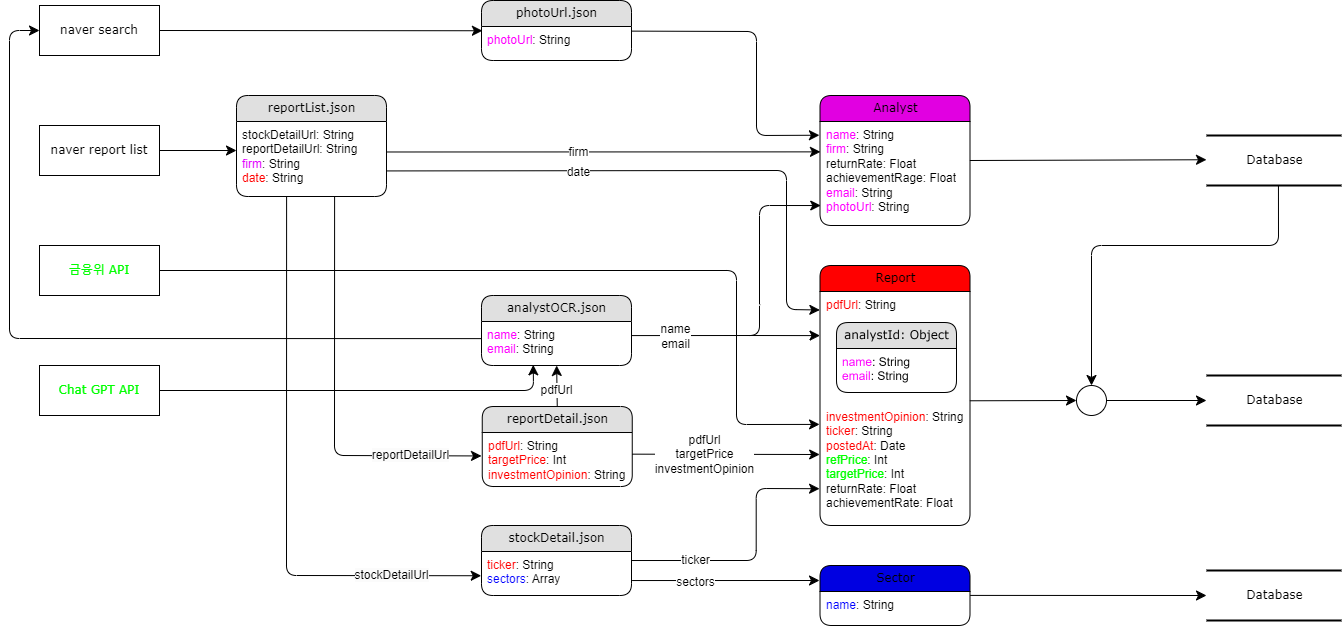 naver search
photoUrl.json
photoUrl: String
reportList.json
stockDetailUrl: String
reportDetailUrl: String
firm: String
date: String
naver report list
firm
date
Analyst
name: String
firm: String
returnRate: Float
achievementRage: Float
email: String
photoUrl: String
Database
금융위 API
Chat GPT API
analystOCR.json
name: String
email: String
name
email
pdfUrl
reportDetail.json
pdfUrl: String
targetPrice: Int
investmentOpinion: String
reportDetailUrl
pdfUrl
targetPrice
investmentOpinion
Report
pdfUrl: String
analystId: Object
name: String
email: String
investmentOpinion: String
ticker: String
postedAt: Date
refPrice: Int
targetPrice: Int
returnRate: Float
achievementRate: Float
Database
stockDetailUrl
stockDetail.json
ticker: String
sectors: Array
ticker
sectors
Sector
name: String
Database